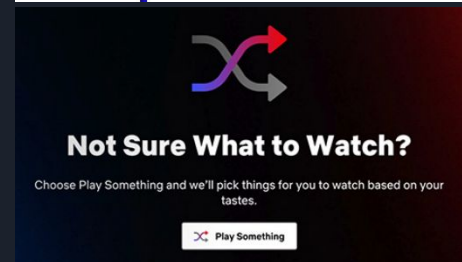 Not Sure What to Watch?
Choose Play Something and we'll pick things for you to watch based on your
tastes.
Play Something